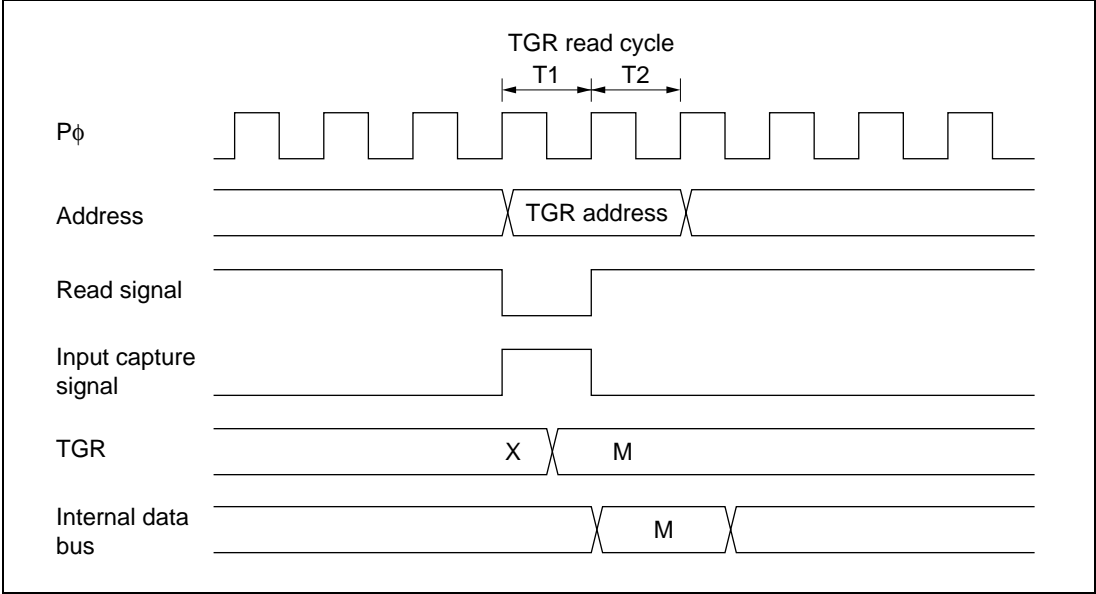 TGR read cycle
T1 T2
Pϕ
Address TGR address
Read signal
Input capture
signal
TGR X M
Internal data
bus M